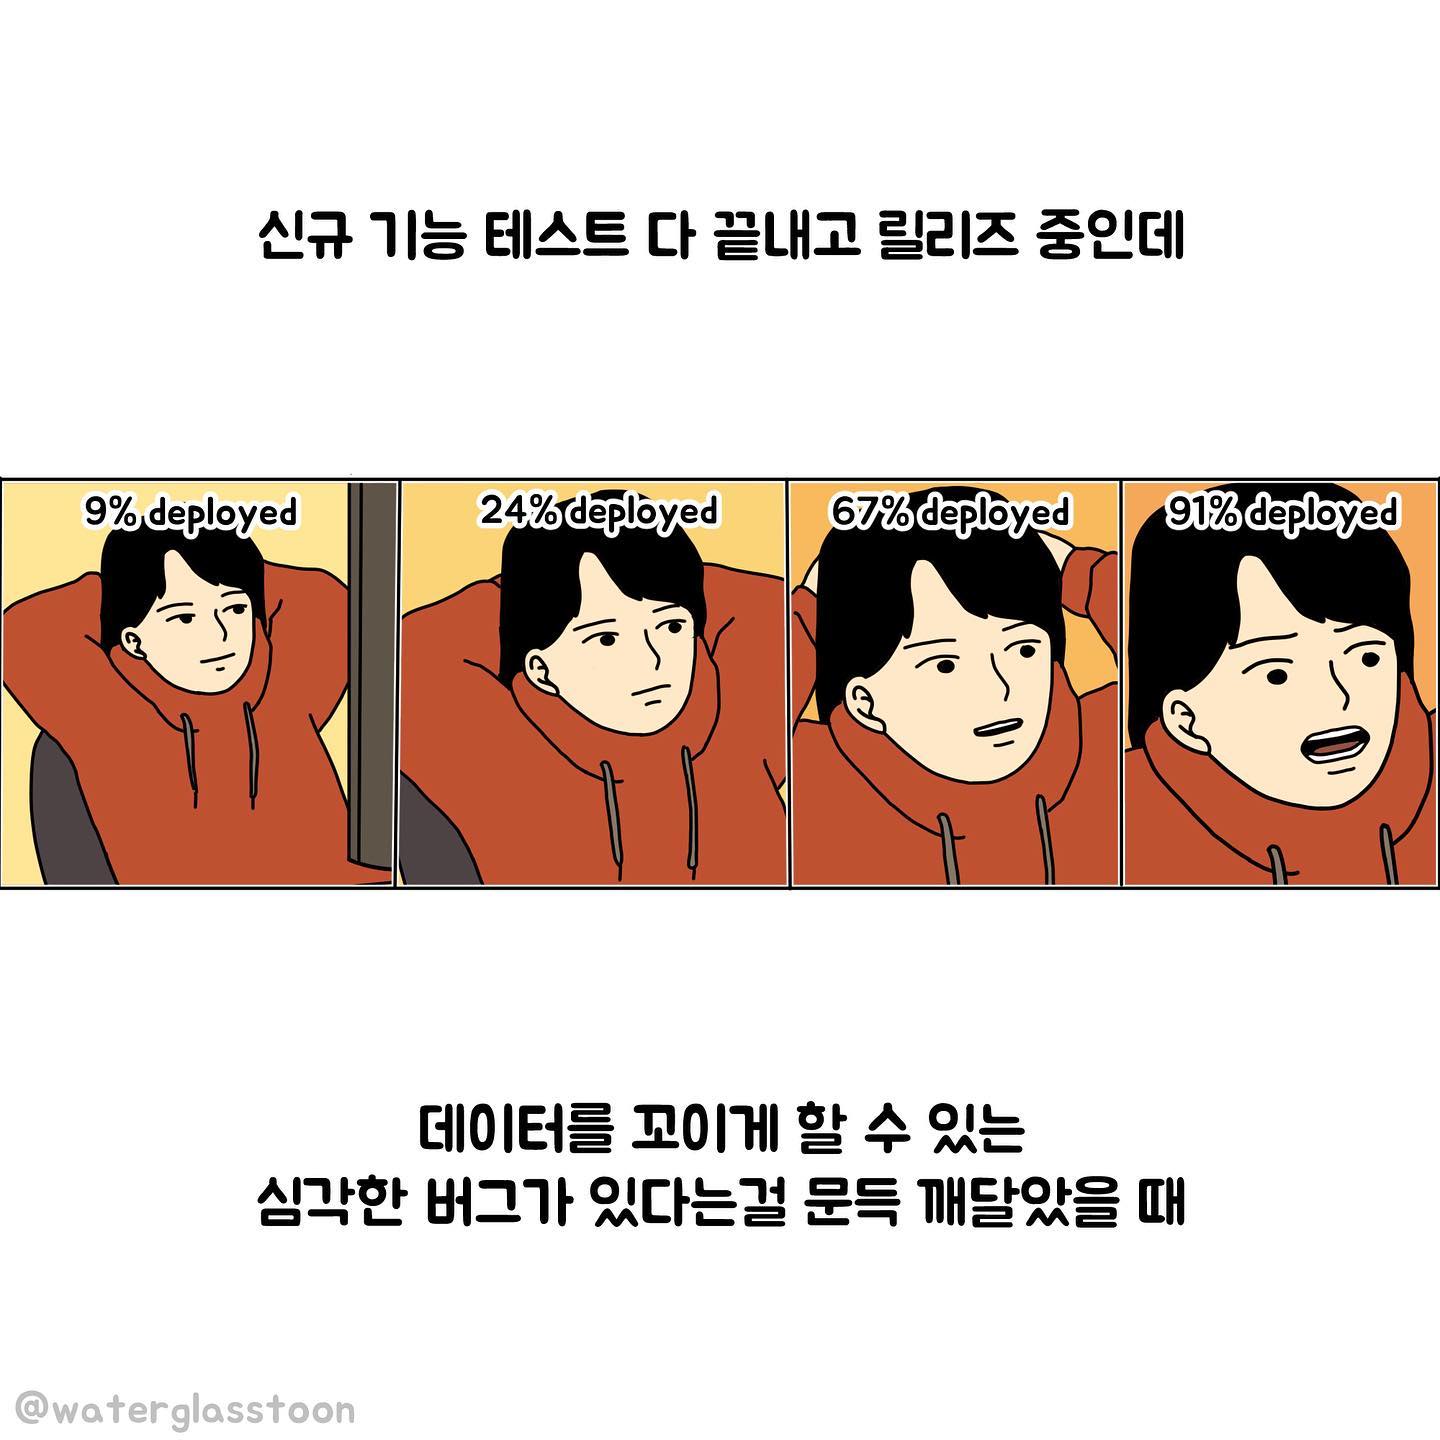 신규 기능 테스트 다 끝내고 릴리즈 중인데
9% deployed
24% deployed
67% deployed
91% deployed
데이터를 꼬이게 할 수 있는
심각한 버그가 있다는걸 문득 깨달았을 때
@waterglasstoon